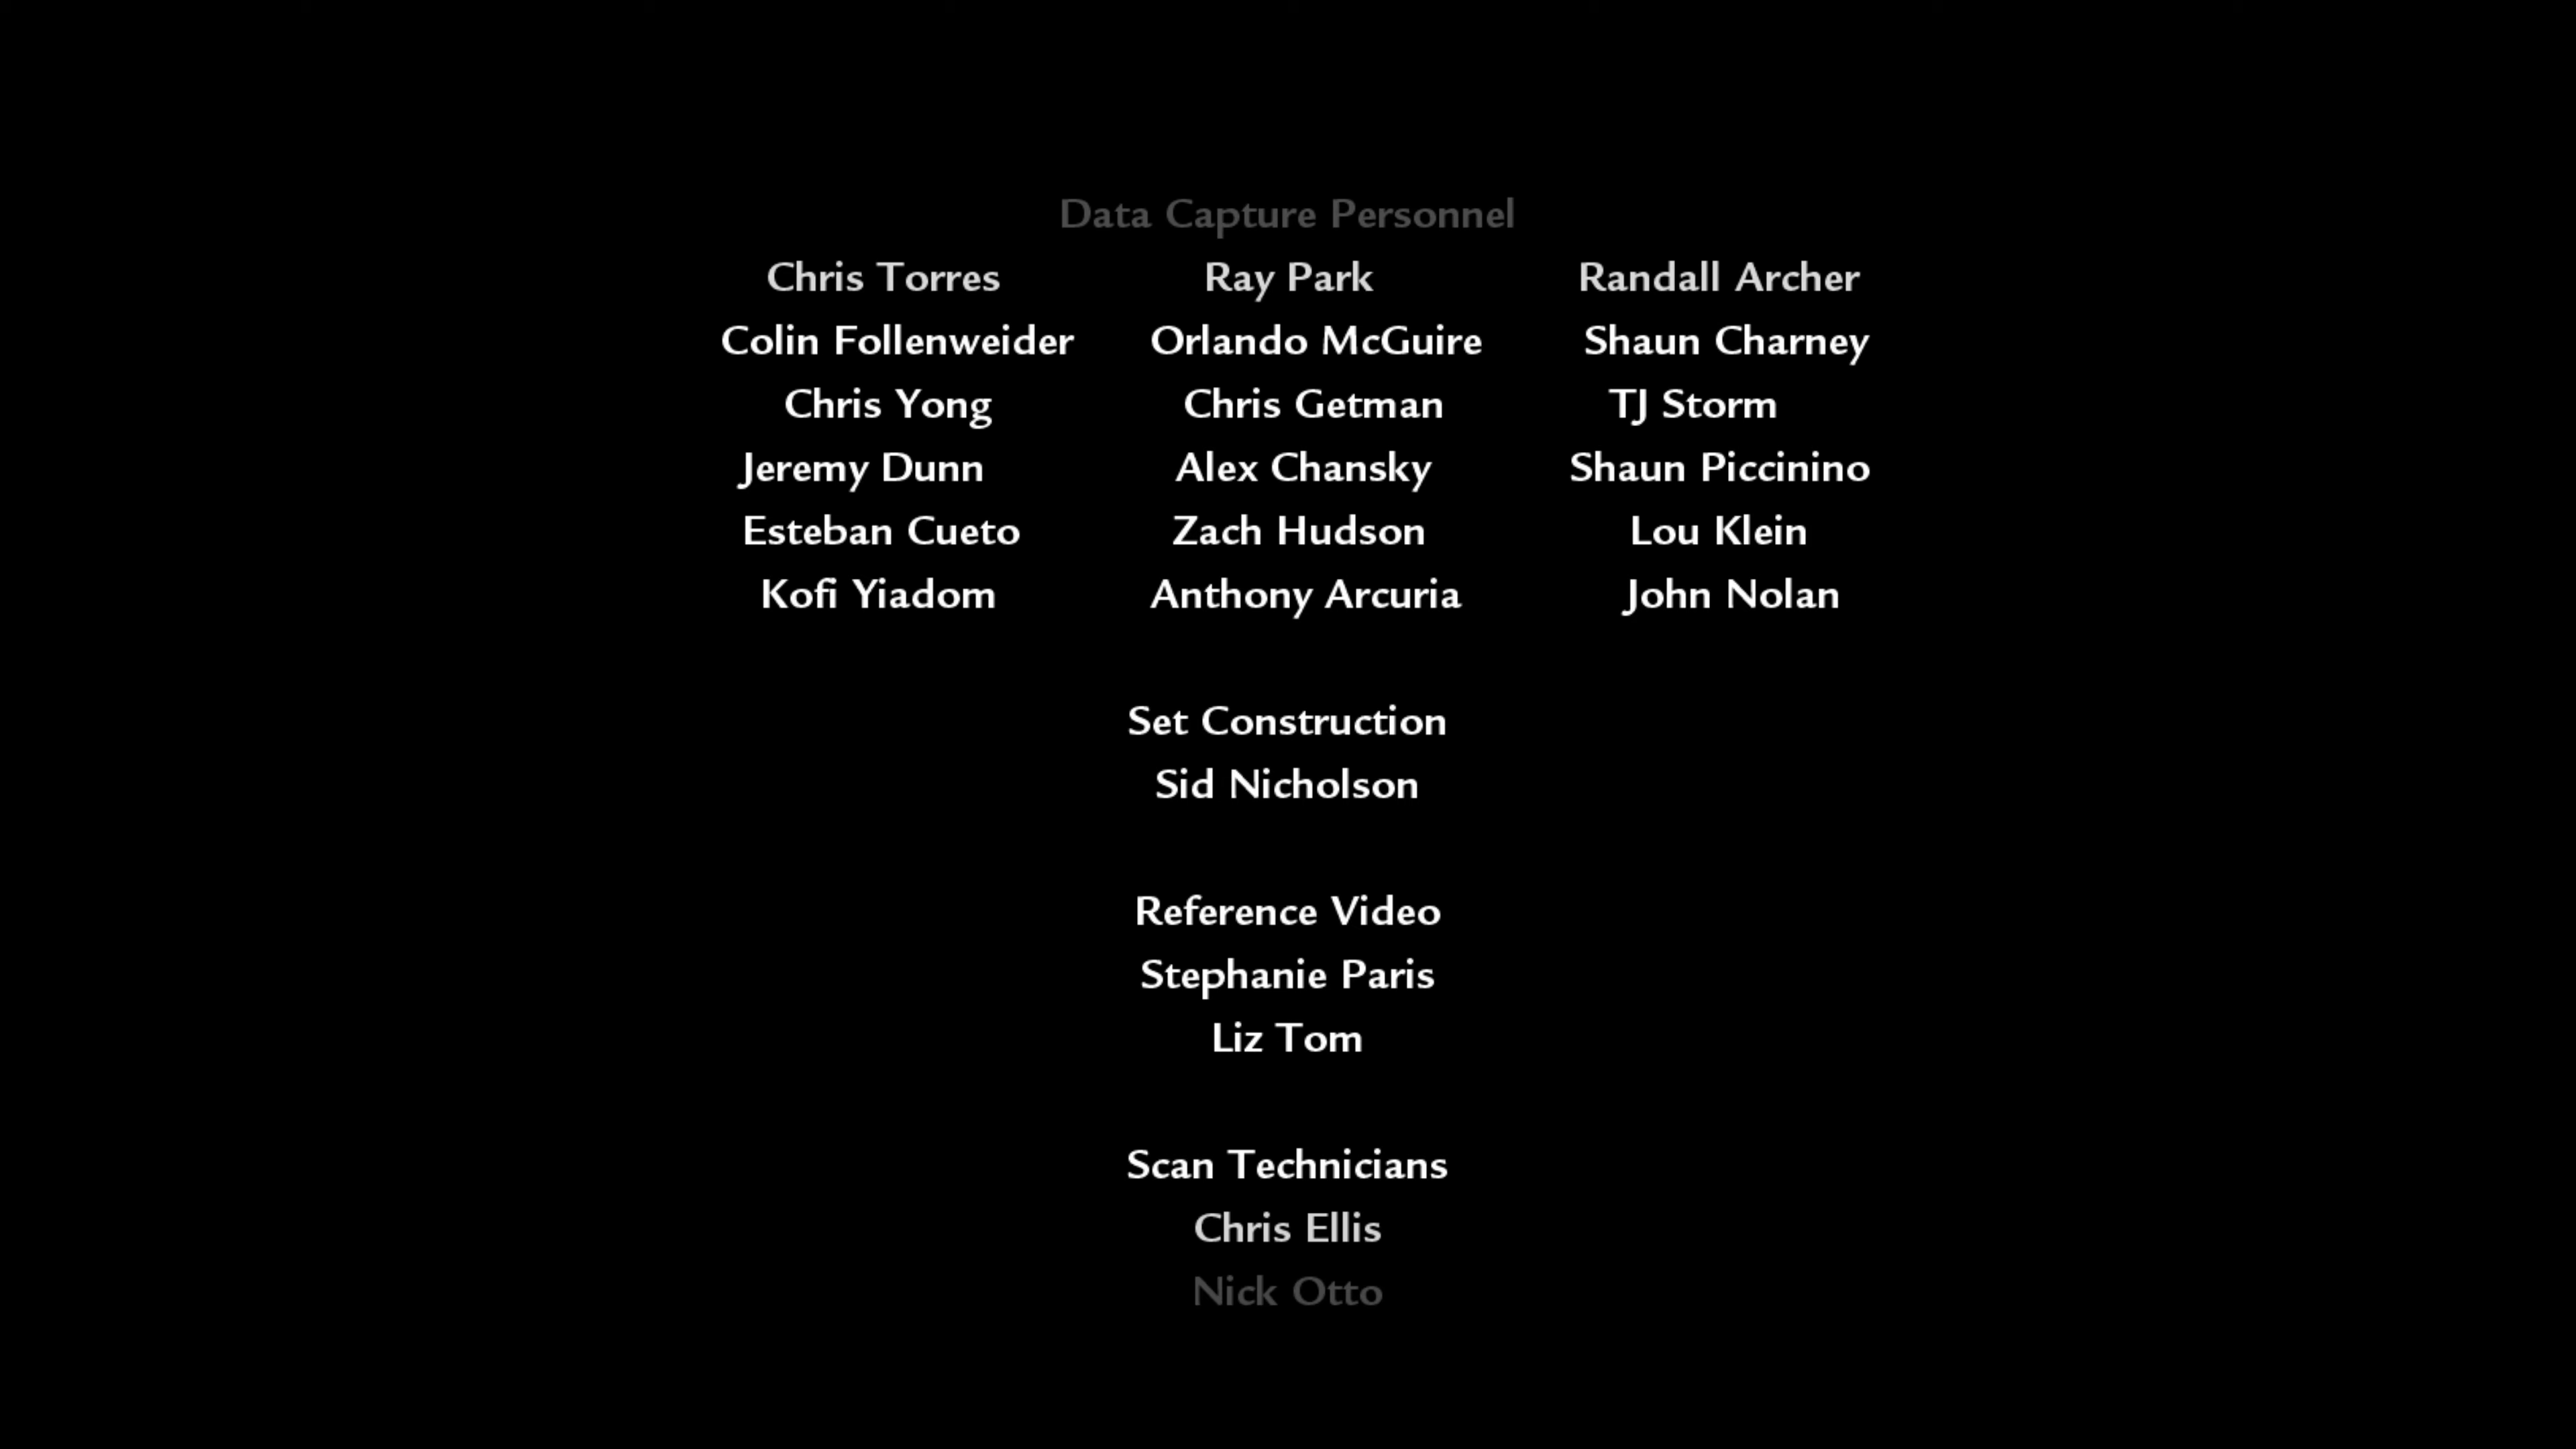 Data Capture Personnel
Chris Torres Ray Park Randall Archer
Colin Follenweider Orlando McGuire Shaun Charney
Chris Yong Chris Getman TJ Storm
Jeremy Dunn Alex Chansky Shaun Piccinino
Esteban Cueto Zach Hudson Lou Klein
Kofi Yiadom Anthony Arcuria John Nolan
Set Construction
Sid Nicholson
Reference Video
Stephanie Paris
Liz Tom
Scan Technicians
Chris Ellis
Nick Otto